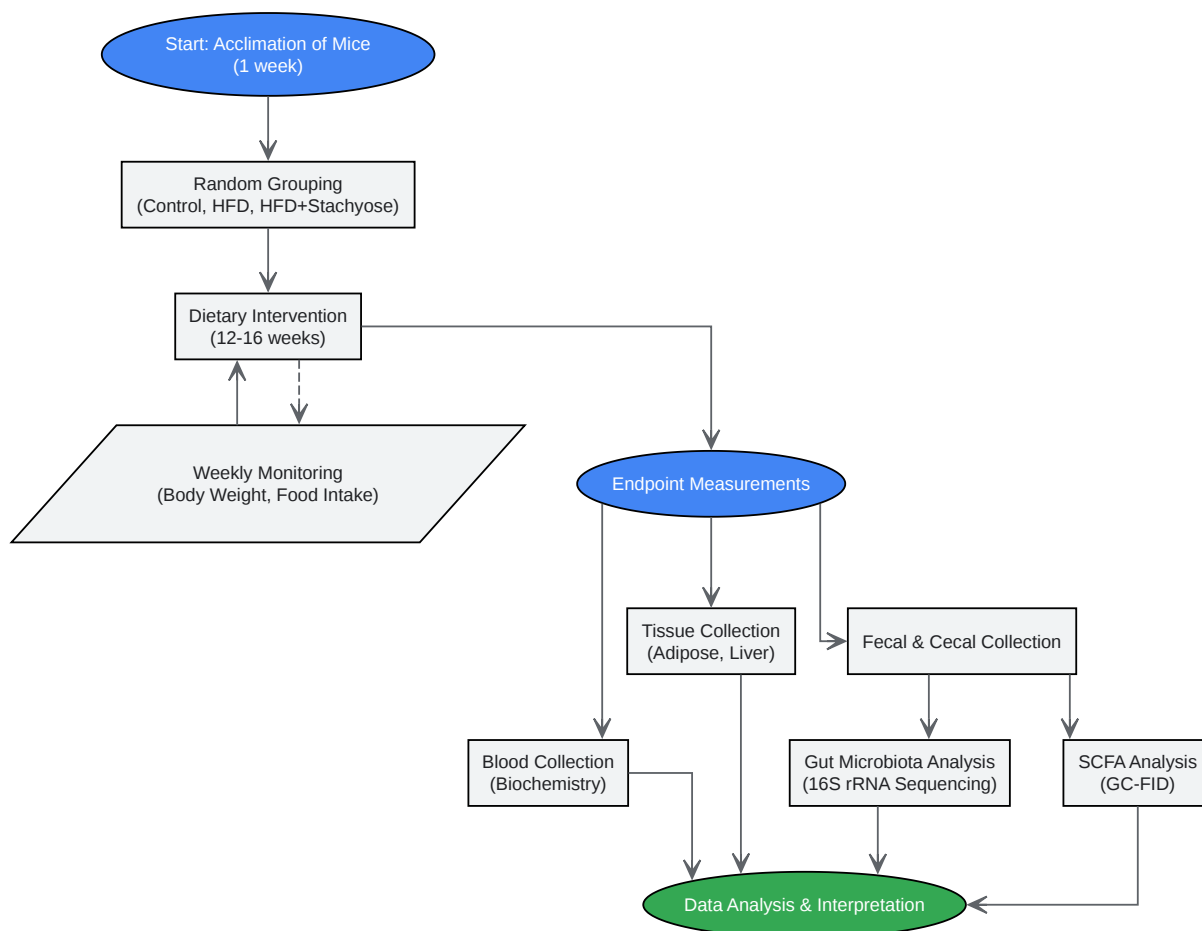 Start: Acclimation of Mice
(1 week)
Random Grouping
(Control, HFD, HFD+Stachyose)
Dietary Intervention
(12-16 weeks)
Weekly Monitoring
(Body Weight, Food Intake)
Endpoint Measurements
Tissue Collection
(Adipose, Liver)
Fecal & Cecal Collection
Blood Collection
(Biochemistry)
Gut Microbiota Analysis
(16S rRNA Sequencing)
SCFA Analysis
(GC-FID)
Data Analysis & Interpretation